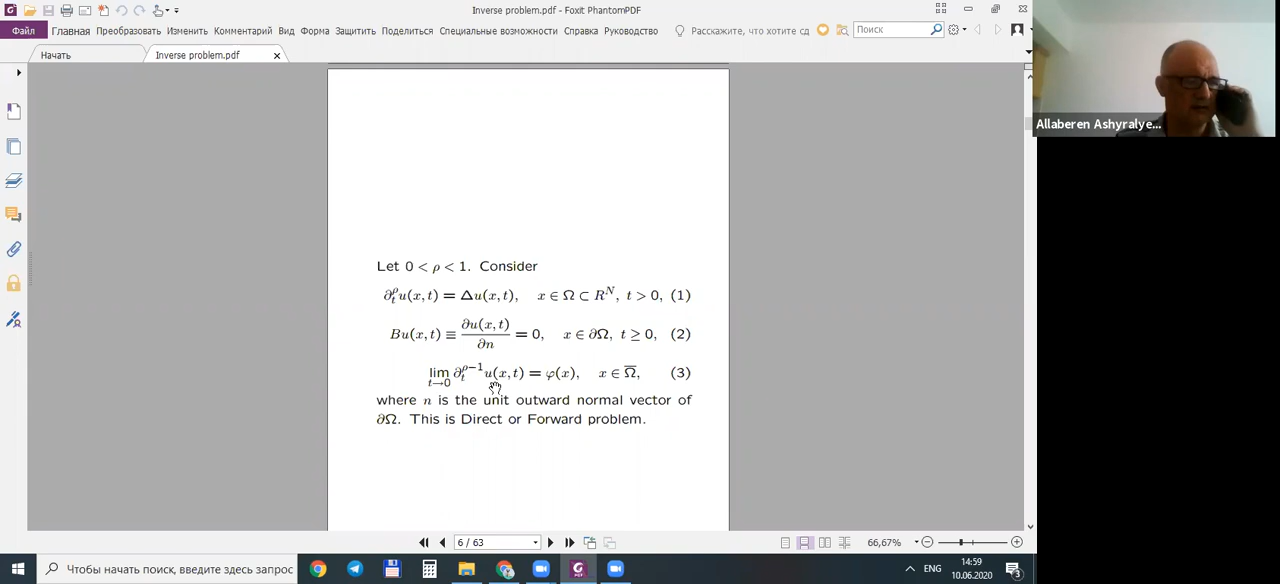 Inverse problem.pdf - Foxit PhantomPDF
Файл Главная Преобразовать Изменить Комментарий Вид Форма Защитить Поделиться Специальные возможности Справка Руководство Расскажите, что хотите сд Поиск
Начать Inverse problem.pdf
Allaberen Ashyralye...
Let 0 < ρ < 1. Consider
∂ₜ^ρ u(x, t) = Δu(x, t), x ∈ Ω ⊂ R^N, t > 0, (1)
Bu(x, t) ≡ ∂u(x, t)/∂n = 0, x ∈ ∂Ω, t ≥ 0, (2)
lim t→0 ∂ₜ^(ρ−1) u(x, t) = φ(x), x ∈ Ω̅, (3)
where n is the unit outward normal vector of
∂Ω. This is Direct or Forward problem.
6 / 63 66,67%
Чтобы начать поиск, введите здесь запрос ENG 14:59
10.06.2020 3